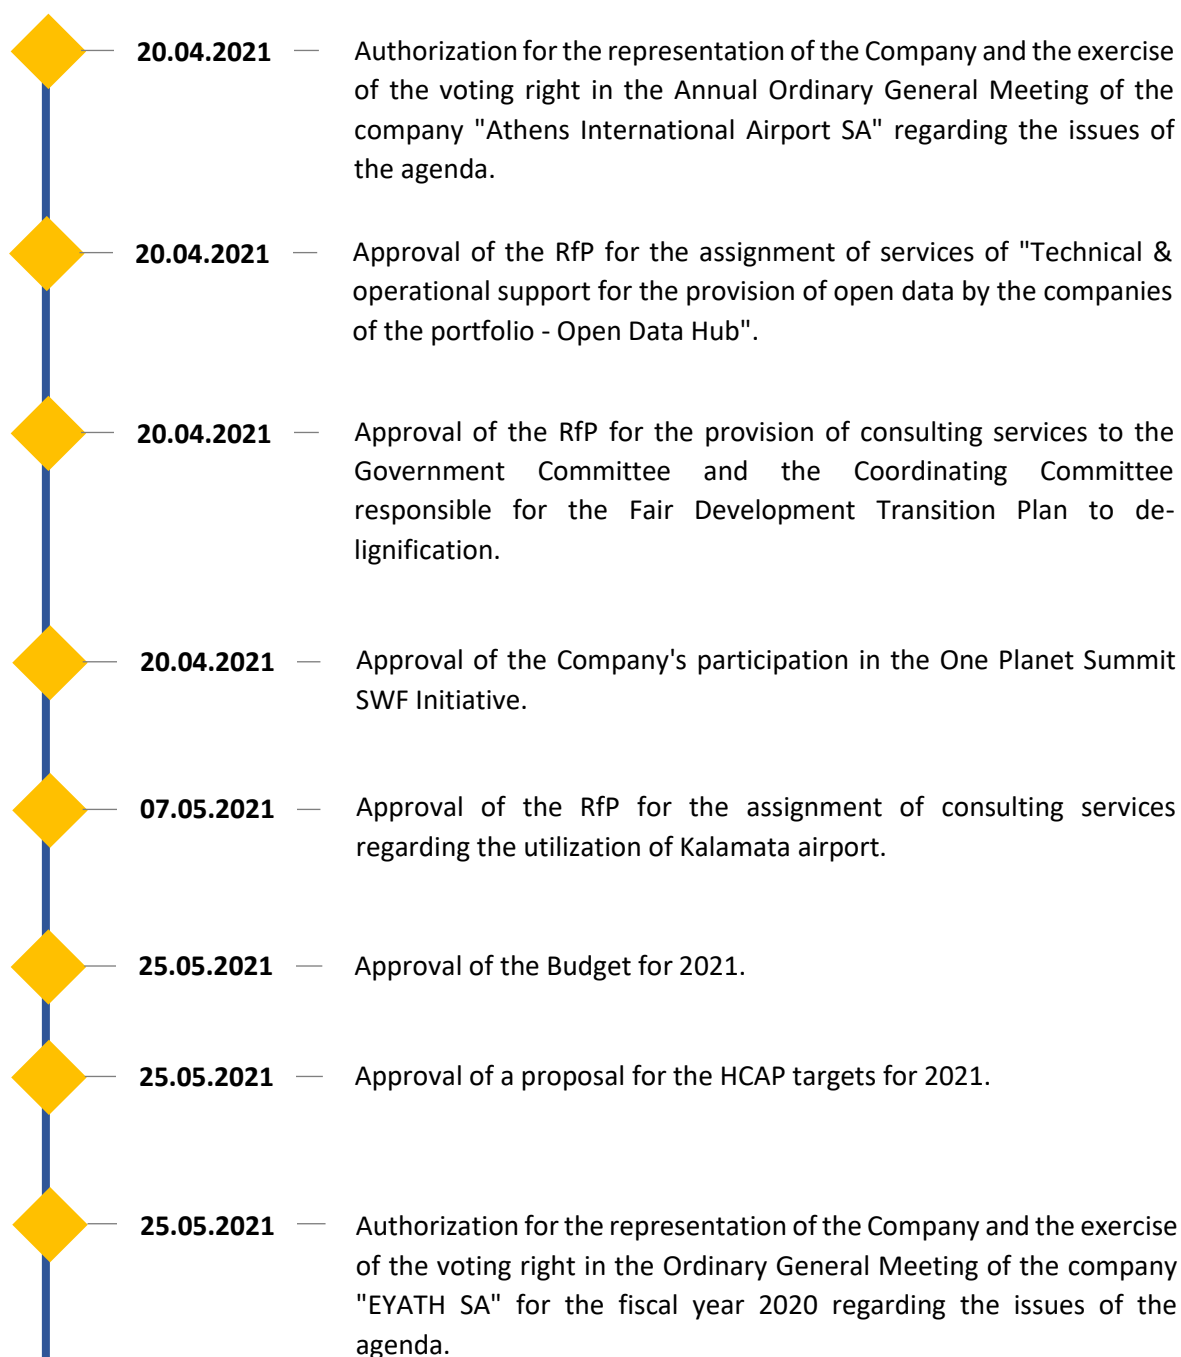 20.04.2021 Authorization for the representation of the Company and the exercise
of the voting right in the Annual Ordinary General Meeting of the
company "Athens International Airport SA" regarding the issues of
the agenda.
20.04.2021 Approval of the RfP for the assignment of services of "Technical &
operational support for the provision of open data by the companies
of the portfolio - Open Data Hub".
20.04.2021 Approval of the RfP for the provision of consulting services to the
Government Committee and the Coordinating Committee
responsible for the Fair Development Transition Plan to de-
lignification.
20.04.2021 Approval of the Company's participation in the One Planet Summit
SWF Initiative.
07.05.2021 Approval of the RfP for the assignment of consulting services
regarding the utilization of Kalamata airport.
25.05.2021 Approval of the Budget for 2021.
25.05.2021 Approval of a proposal for the HCAP targets for 2021.
25.05.2021 Authorization for the representation of the Company and the exercise
of the voting right in the Ordinary General Meeting of the company
"EYATH SA" for the fiscal year 2020 regarding the issues of the
agenda.